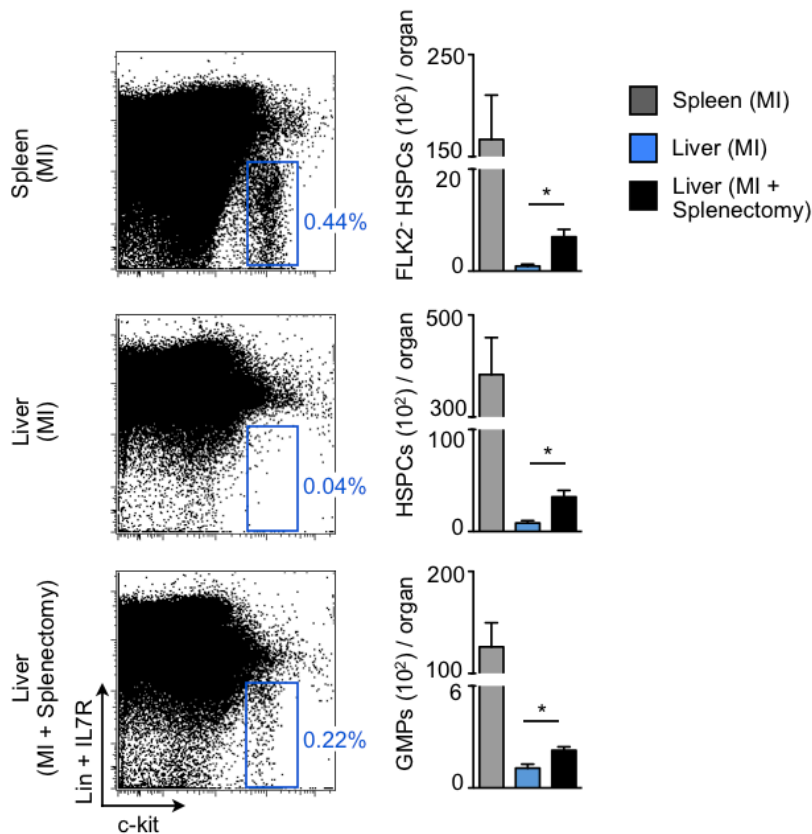 Spleen
(MI)
0.44%
FLK2⁻ HSPCs (10²) / organ
250
150
20
0
*
Spleen (MI)
Liver (MI)
Liver (MI +
Splenectomy)
Liver
(MI)
0.04%
HSPCs (10²) / organ
500
300
100
0
*
Liver
(MI + Splenectomy)
Lin + IL7R
c-kit
0.22%
GMPs (10²) / organ
200
100
6
0
*